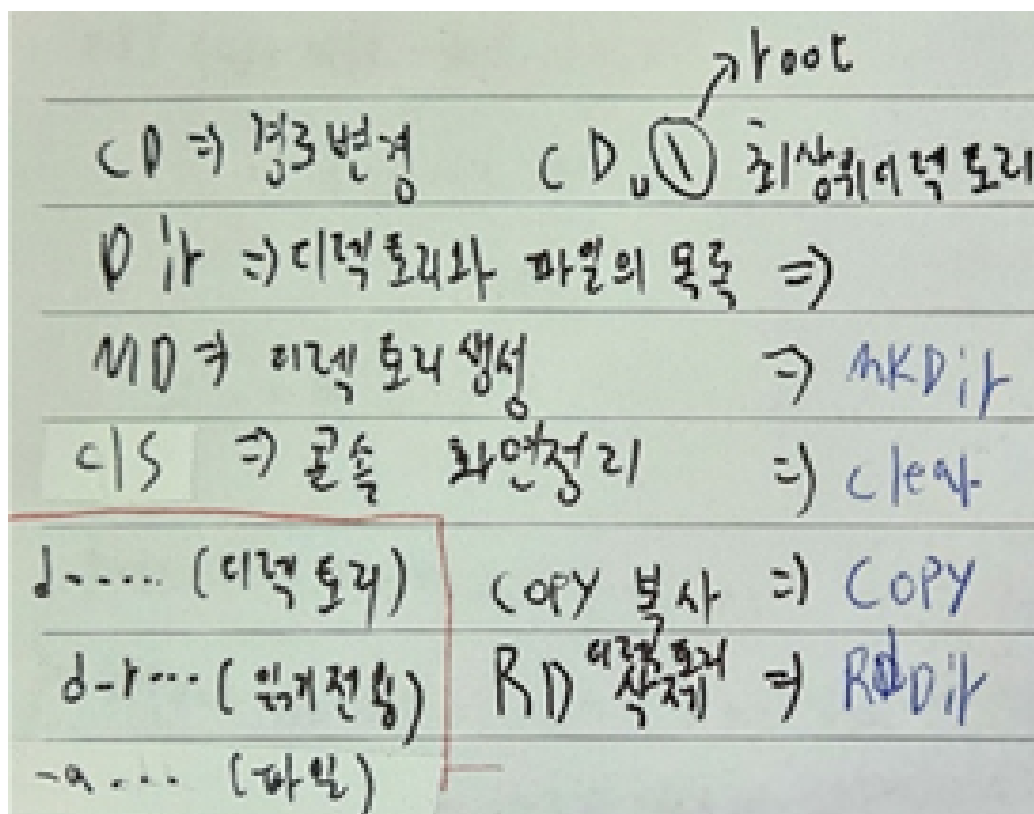 root
CD ⇒ 경로변경 CD␣\ 최상위디렉토리
Dir ⇒ 디렉토리와 파일의 목록 ⇒
MD ⇒ 디렉토리 생성 ⇒ MKDir
cls ⇒ 콘솔 화면정리 ⇒ clear
d----- (디렉토리) COPY 복사 ⇒ COPY
d-r--- (읽기전용) RD 디렉토리 삭제 ⇒
-a---- (파일)